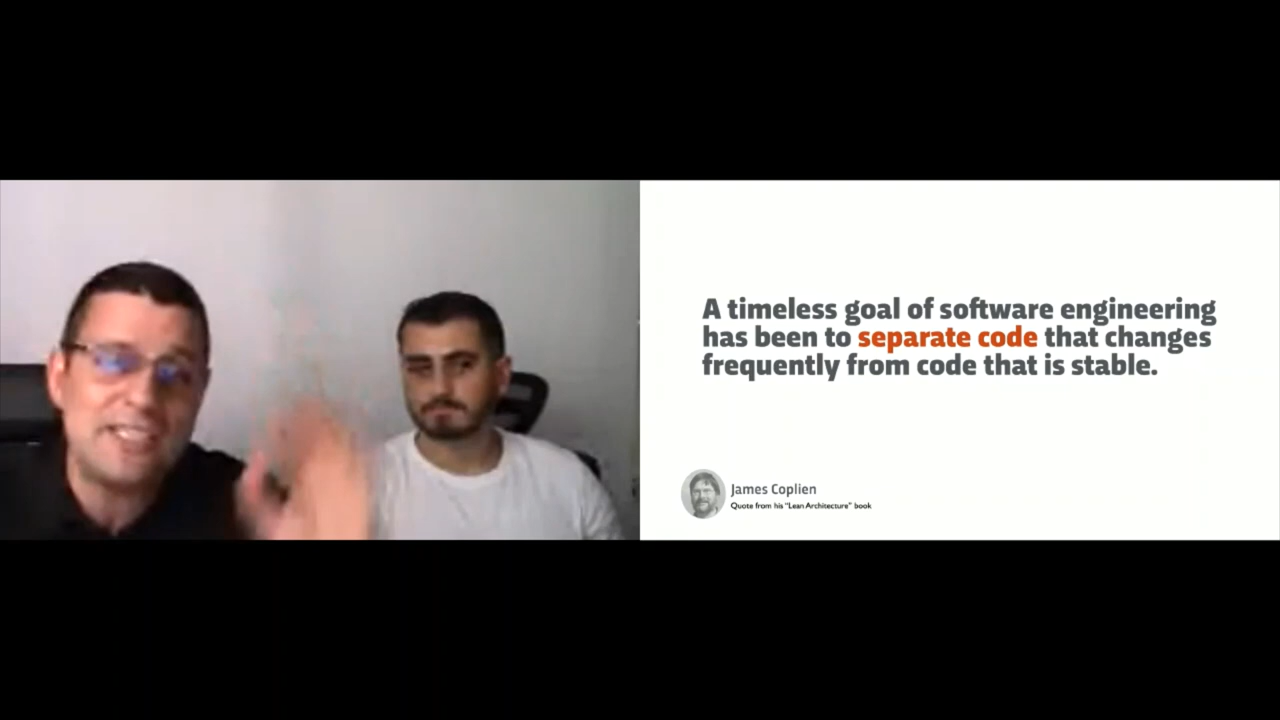 A timeless goal of software engineering
has been to separate code that changes
frequently from code that is stable.
James Coplien
Quote from his "Lean Architecture" book